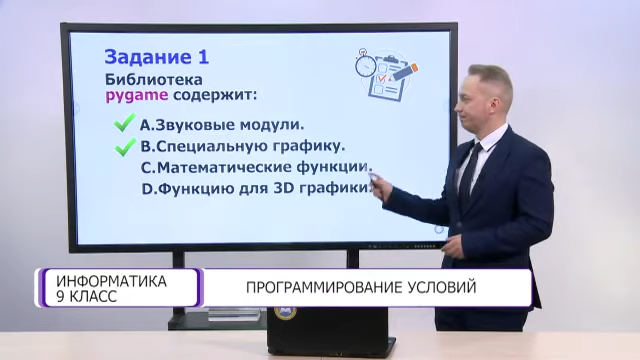 Задание 1
Библиотека
pygame содержит:
A.Звуковые модули.
B.Специальную графику.
C.Математические функции.
D.Функцию для 3D графики.
ИНФОРМАТИКА
9 КЛАСС
ПРОГРАММИРОВАНИЕ УСЛОВИЙ